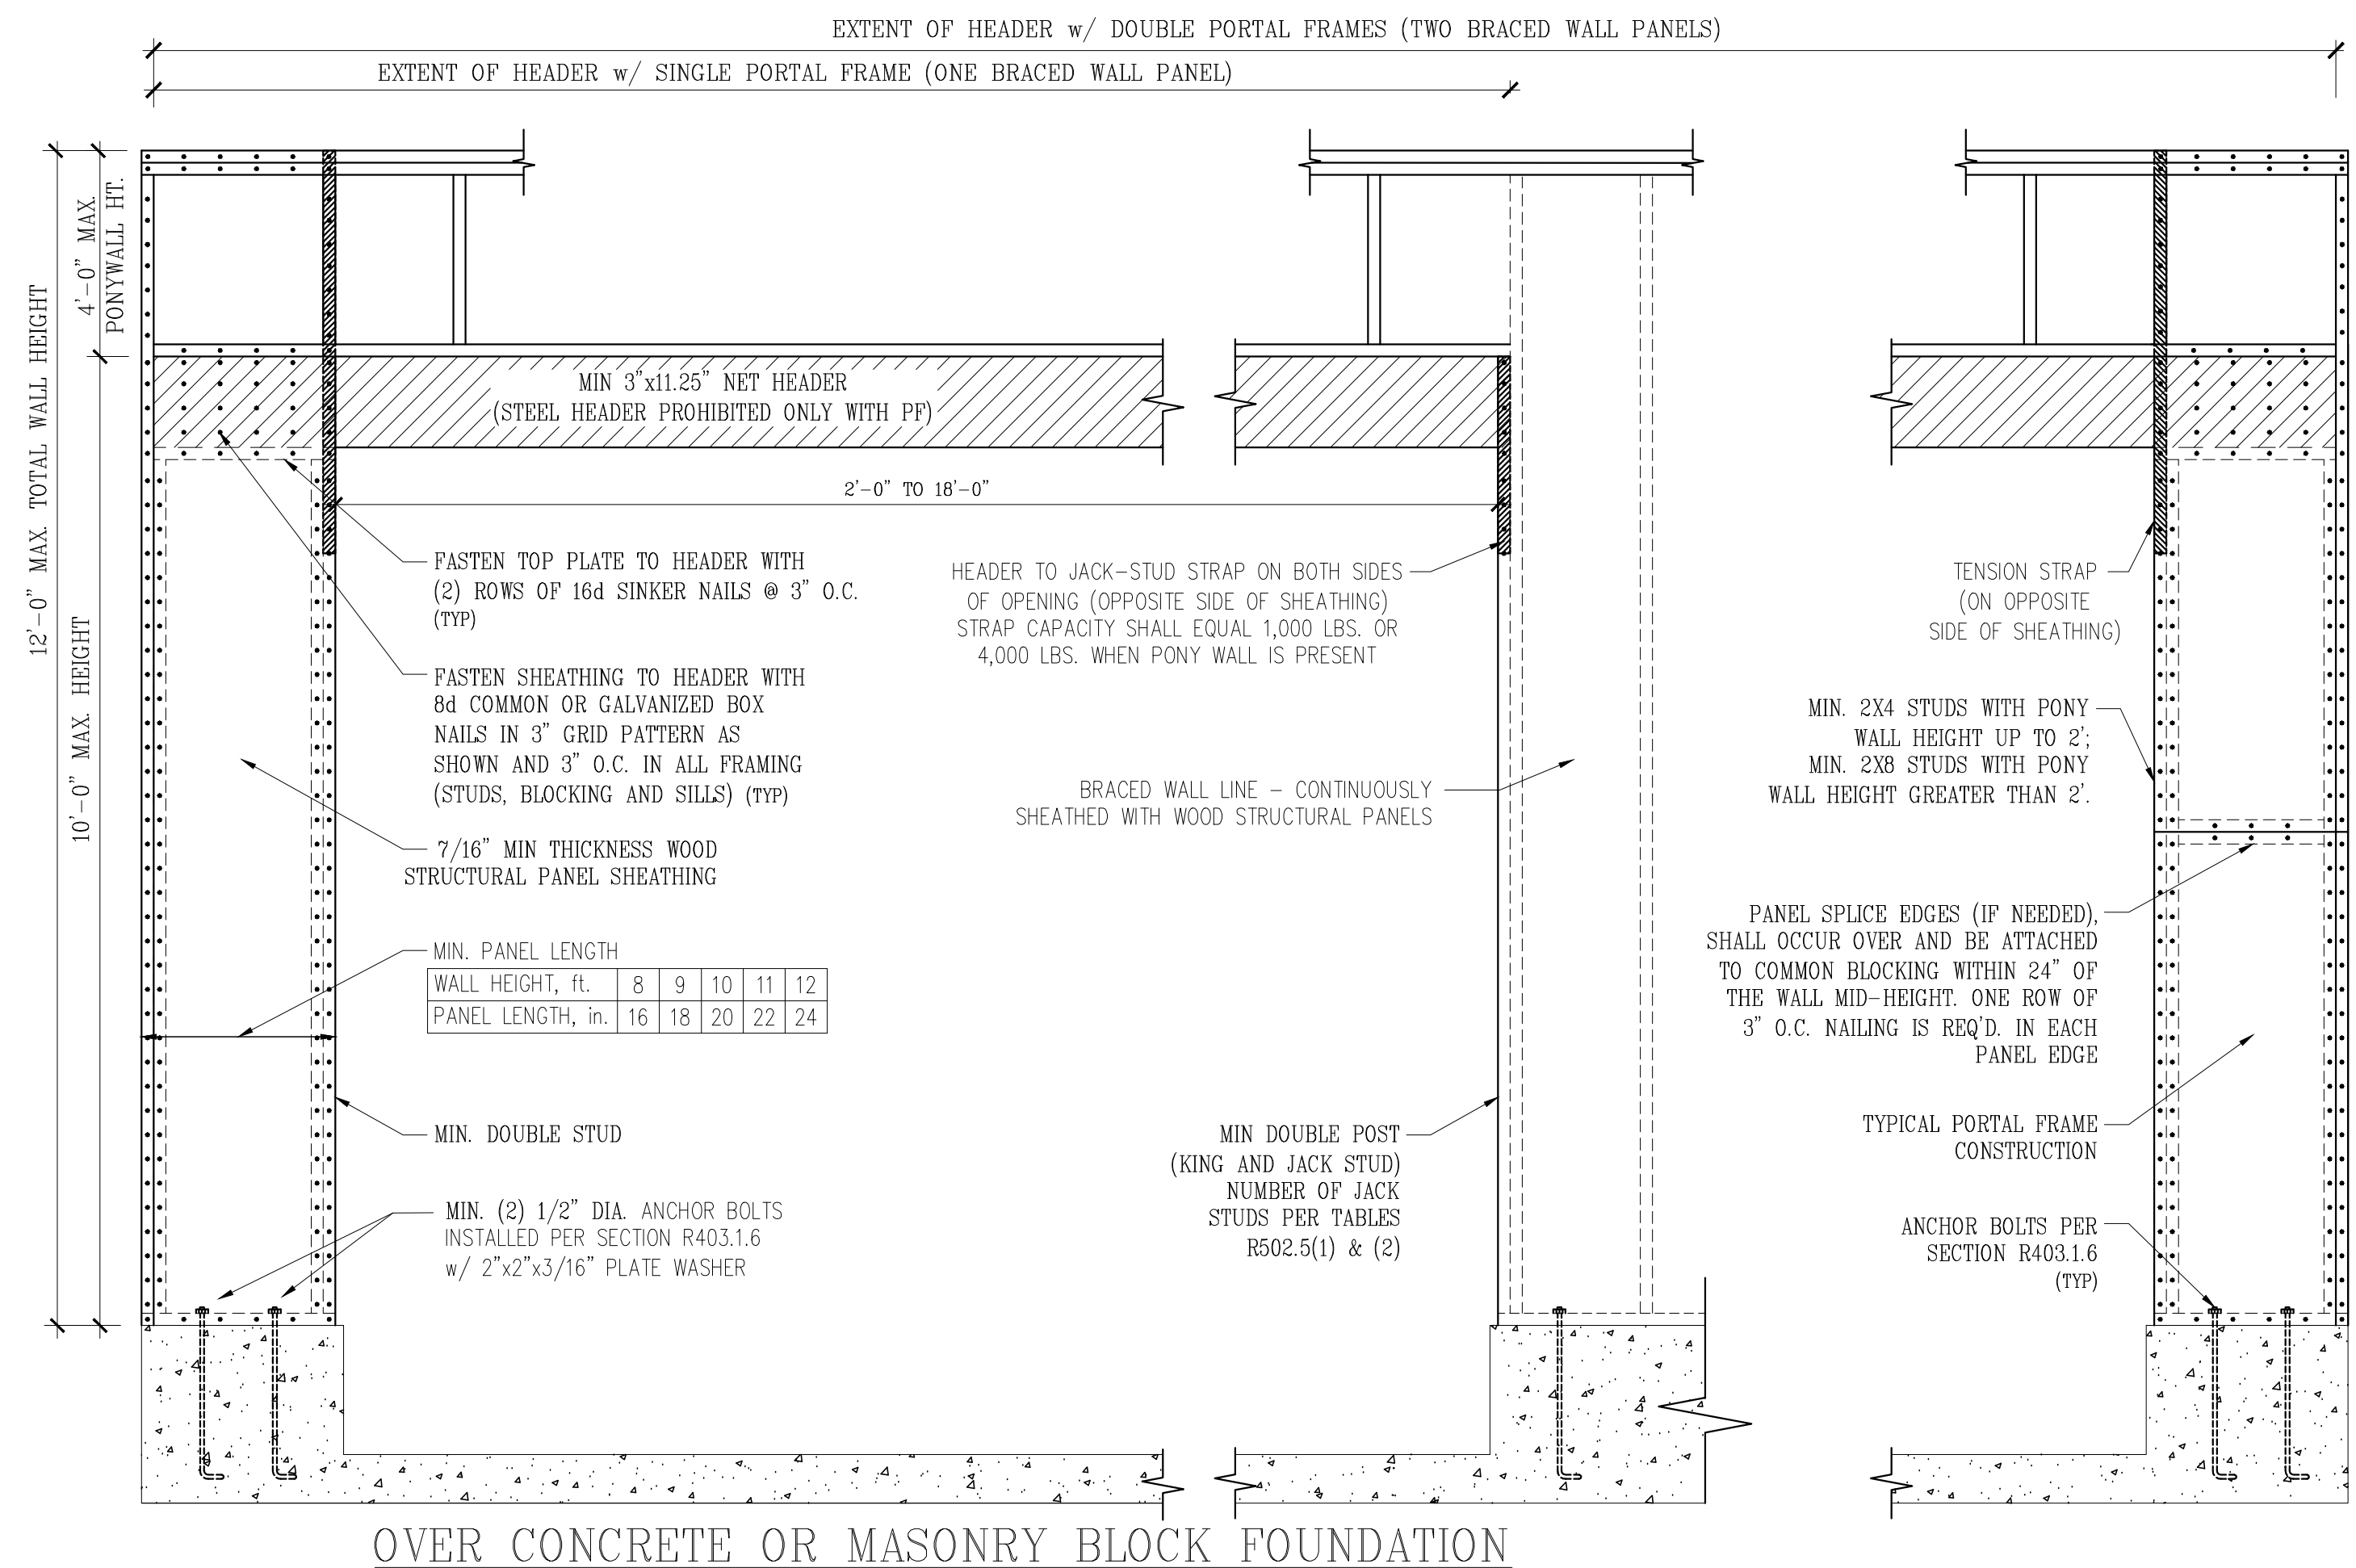 EXTENT OF HEADER w/ DOUBLE PORTAL FRAMES (TWO BRACED WALL PANELS)
EXTENT OF HEADER w/ SINGLE PORTAL FRAME (ONE BRACED WALL PANEL)
12'-0" MAX. TOTAL WALL HEIGHT
4'-0" MAX.
PONYWALL HT.
10'-0" MAX. HEIGHT
MIN 3"x11.25" NET HEADER
(STEEL HEADER PROHIBITED ONLY WITH PF)
2'-0" TO 18'-0"
FASTEN TOP PLATE TO HEADER WITH
(2) ROWS OF 16d SINKER NAILS @ 3" O.C.
(TYP)
FASTEN SHEATHING TO HEADER WITH
8d COMMON OR GALVANIZED BOX
NAILS IN 3" GRID PATTERN AS
SHOWN AND 3" O.C. IN ALL FRAMING
(STUDS, BLOCKING AND SILLS) (TYP)
7/16" MIN THICKNESS WOOD
STRUCTURAL PANEL SHEATHING
MIN. PANEL LENGTH
WALL HEIGHT, ft. 8 9 10 11 12
PANEL LENGTH, in. 16 18 20 22 24
MIN. DOUBLE STUD
MIN. (2) 1/2" DIA. ANCHOR BOLTS
INSTALLED PER SECTION R403.1.6
w/ 2"x2"x3/16" PLATE WASHER
HEADER TO JACK-STUD STRAP ON BOTH SIDES
OF OPENING (OPPOSITE SIDE OF SHEATHING)
STRAP CAPACITY SHALL EQUAL 1,000 LBS. OR
4,000 LBS. WHEN PONY WALL IS PRESENT
BRACED WALL LINE - CONTINUOUSLY
SHEATHED WITH WOOD STRUCTURAL PANELS
MIN DOUBLE POST
(KING AND JACK STUD)
NUMBER OF JACK
STUDS PER TABLES
R502.5(1) & (2)
TENSION STRAP
(ON OPPOSITE
SIDE OF SHEATHING)
MIN. 2X4 STUDS WITH PONY
WALL HEIGHT UP TO 2';
MIN. 2X8 STUDS WITH PONY
WALL HEIGHT GREATER THAN 2'.
PANEL SPLICE EDGES (IF NEEDED),
SHALL OCCUR OVER AND BE ATTACHED
TO COMMON BLOCKING WITHIN 24" OF
THE WALL MID-HEIGHT. ONE ROW OF
3" O.C. NAILING IS REQ'D. IN EACH
PANEL EDGE
TYPICAL PORTAL FRAME
CONSTRUCTION
ANCHOR BOLTS PER
SECTION R403.1.6
(TYP)
OVER CONCRETE OR MASONRY BLOCK FOUNDATION